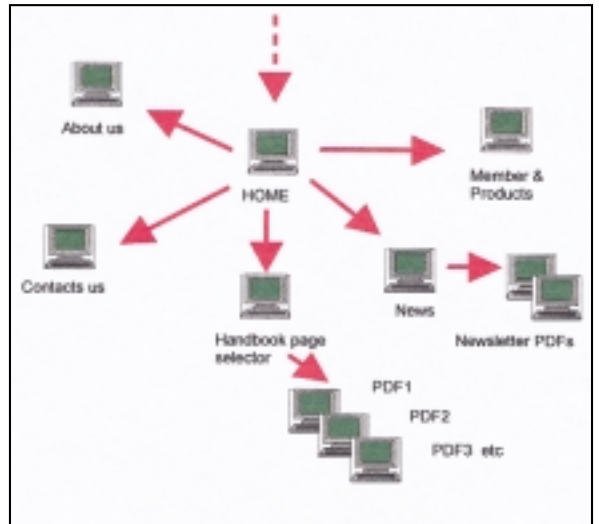 About us
HOME
Member &
Products
Contacts us
News
Newsletter PDFs
Handbook page
selector
PDF1
PDF2
PDF3 etc